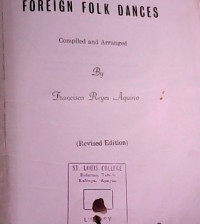 FOREIGN FOLK DANCES
Compiled and Arranged
By
Francisca Reyes Aquino
(Revised Edition)
ST. LOUIS COLLEGE